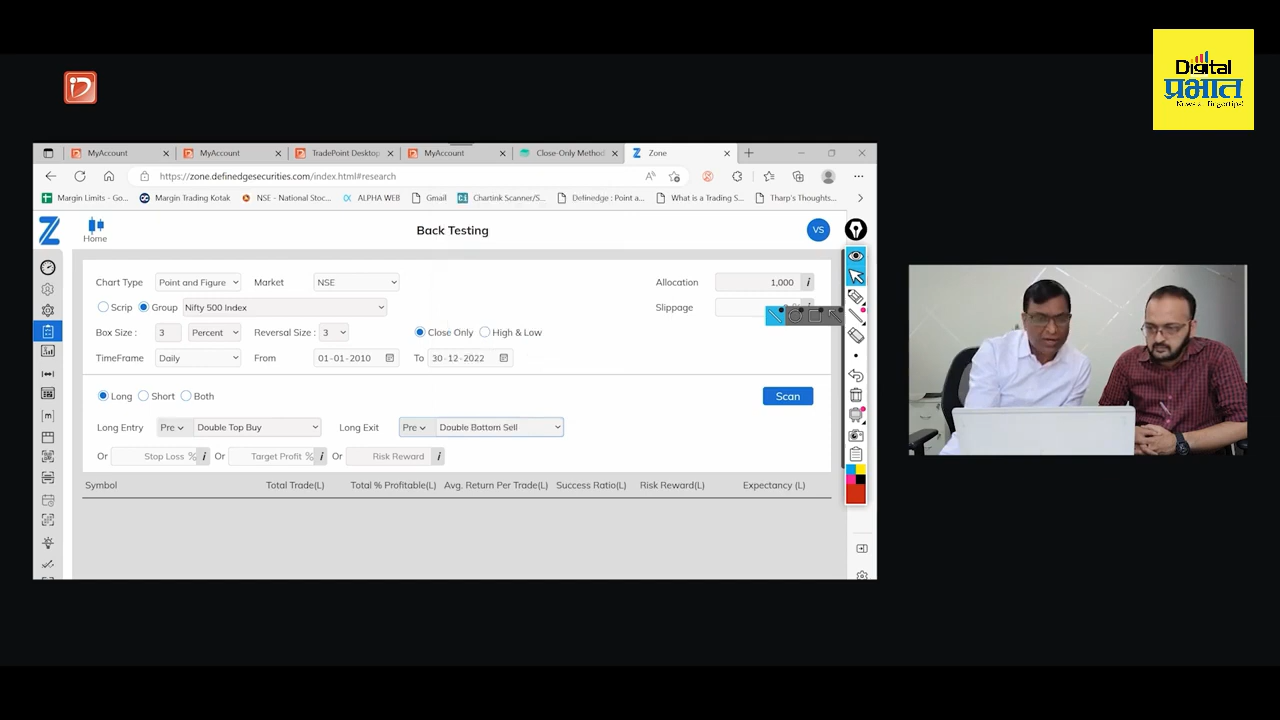 Digital
प्रभात
MyAccount
MyAccount
TradePoint Desktop
MyAccount
Close-Only Method
Zone
https://zone.definedgesecurities.com/index.html#research
Margin Limits - Go...
Margin Trading Kotak
NSE - National Stoc...
ALPHA WEB
Gmail
Chartink Scanner/S...
Definedge : Point a...
What is a Trading S...
Tharp's Thoughts...
Home
Back Testing
VS
Chart Type Point and Figure Market NSE Allocation 1,000 i
Scrip Group Nifty 500 Index Slippage
Box Size : 3 Percent Reversal Size : 3 Close Only High & Low
TimeFrame Daily From 01-01-2010 To 30-12-2022
Long Short Both Scan
Long Entry Pre Double Top Buy Long Exit Pre Double Bottom Sell
Or Stop Loss % i Or Target Profit % i Or Risk Reward i
Symbol Total Trade(L) Total % Profitable(L) Avg. Return Per Trade(L) Success Ratio(L) Risk Reward(L) Expectancy (L)